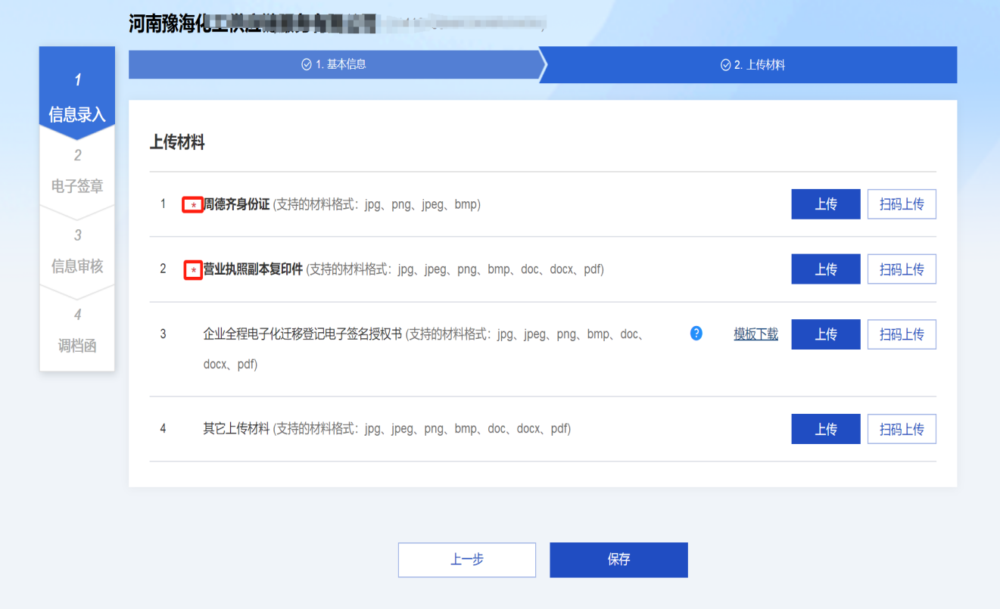 河南豫海化
1
信息录入
2
电子签章
3
信息审核
4
调档函
1. 基本信息
2. 上传材料
上传材料
1 *周德齐身份证 (支持的材料格式：jpg、png、jpeg、bmp) 上传 扫码上传
2 *营业执照副本复印件 (支持的材料格式：jpg、jpeg、png、bmp、doc、docx、pdf) 上传 扫码上传
3 企业全程电子化迁移登记电子签名授权书 (支持的材料格式：jpg、jpeg、png、bmp、doc、 ? 模板下载 上传 扫码上传
docx、pdf)
4 其它上传材料 (支持的材料格式：jpg、jpeg、png、bmp、doc、docx、pdf) 上传 扫码上传
上一步 保存